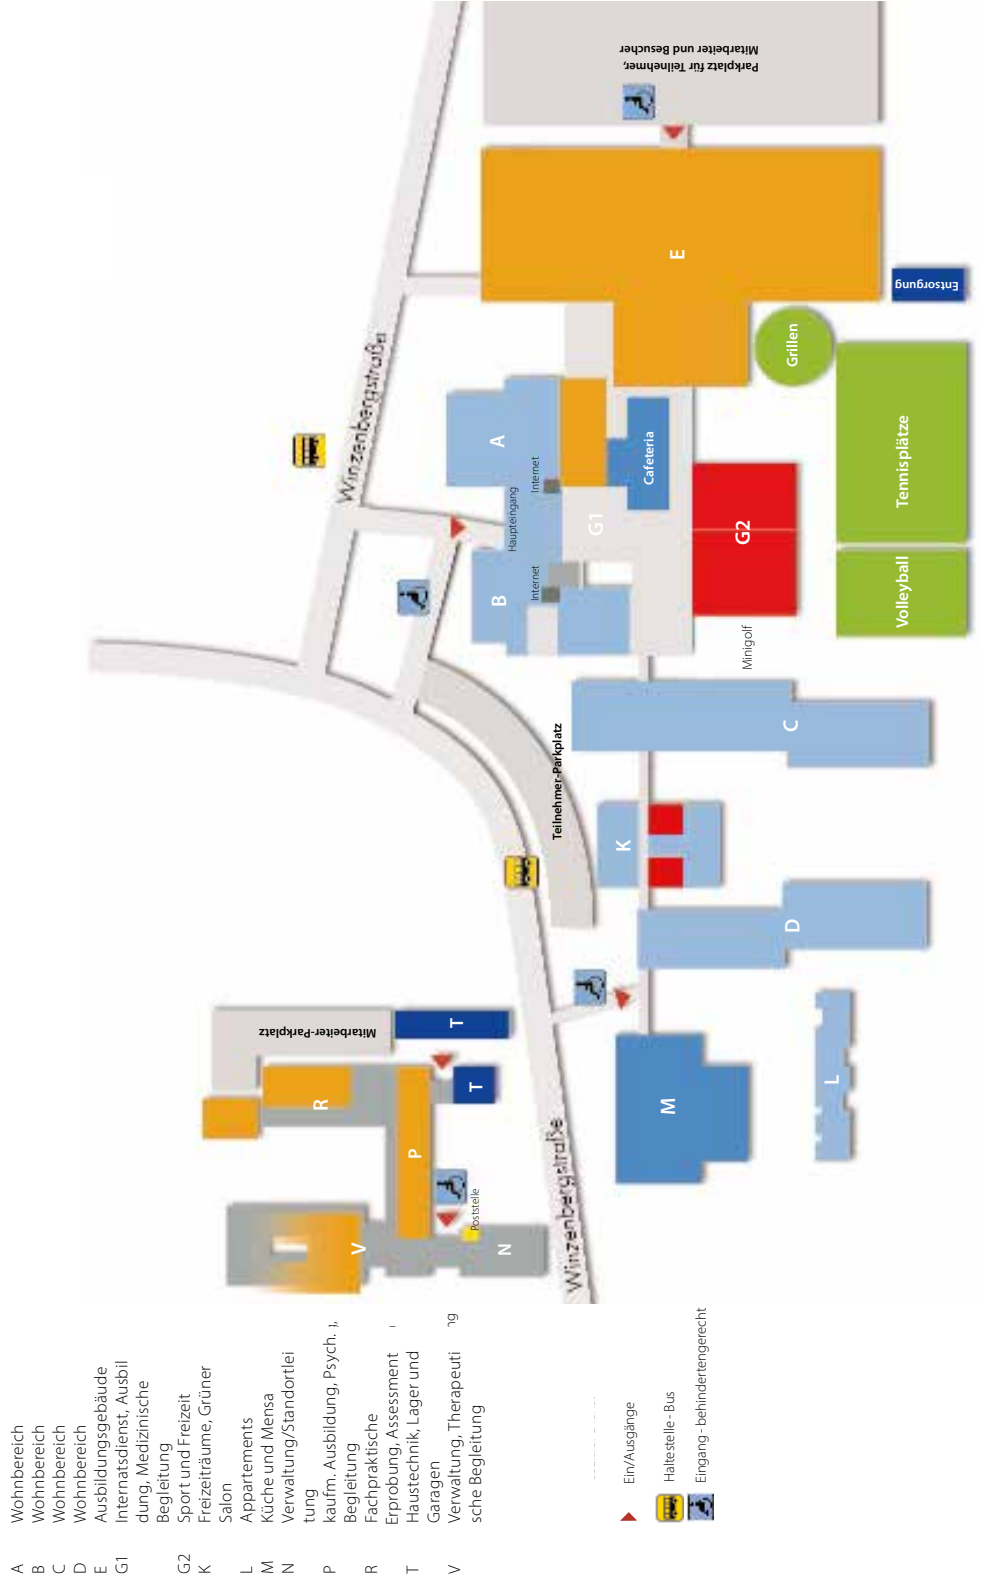 Parkplatz für Teilnehmer,
Mitarbeiter und Besucher
E
Entsorgung
Grillen
Winzenbergstraße
A
Internet
Haupteingang
Cafeteria
G1
G2
Tennisplätze
Volleyball
B
Internet
Minigolf
C
Teilnehmer-Parkplatz
K
D
L
M
Mitarbeiter-Parkplatz
T
T
R
P
Poststelle
V
N
Winzenbergstraße
A Wohnbereich
B Wohnbereich
C Wohnbereich
D Wohnbereich
E Ausbildungsgebäude
G1 Internatsdienst, Ausbil
dung, Medizinische
Begleitung
G2 Sport und Freizeit
K Freizeiträume, Grüner
Salon
L Appartements
M Küche und Mensa
N Verwaltung/Standortlei
tung
P kaufm. Ausbildung, Psych.
Begleitung
R Fachpraktische
Erprobung, Assessment
T Haustechnik, Lager und
Garagen
V Verwaltung, Therapeuti
sche Begleitung
Ein/Ausgänge
Haltestelle - Bus
Eingang - behindertengerecht